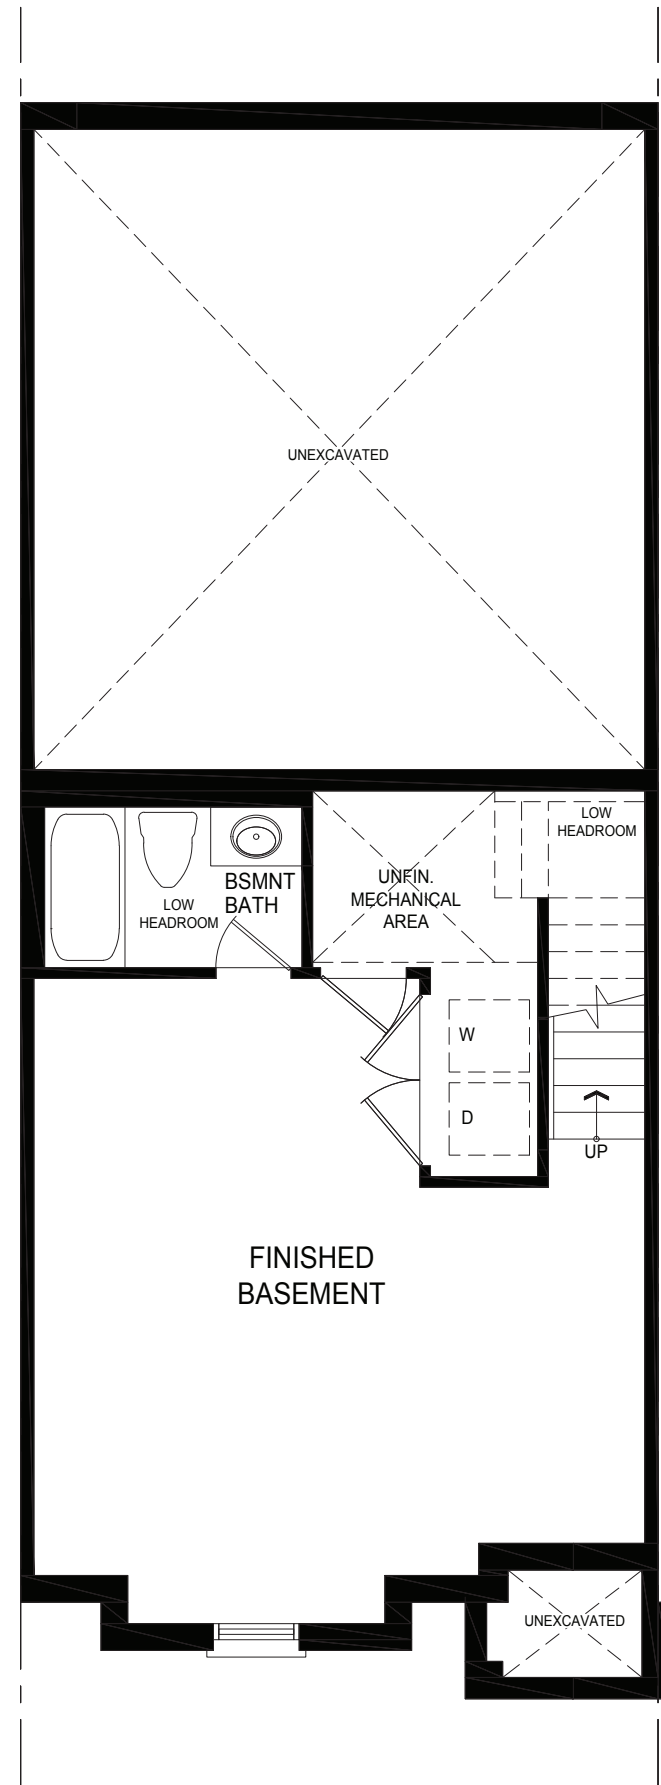 UNEXCAVATED
LOW
HEADROOM
BSMNT
BATH
LOW
HEADROOM
UNFIN.
MECHANICAL
AREA
W
D
UP
FINISHED
BASEMENT
UNEXCAVATED